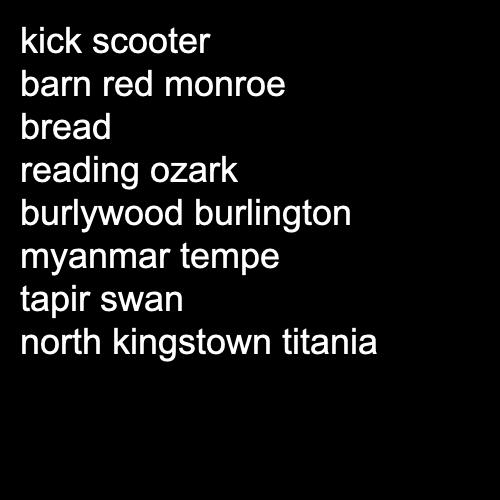 kick scooter
barn red monroe
bread
reading ozark
burlywood burlington
myanmar tempe
tapir swan
north kingstown titania